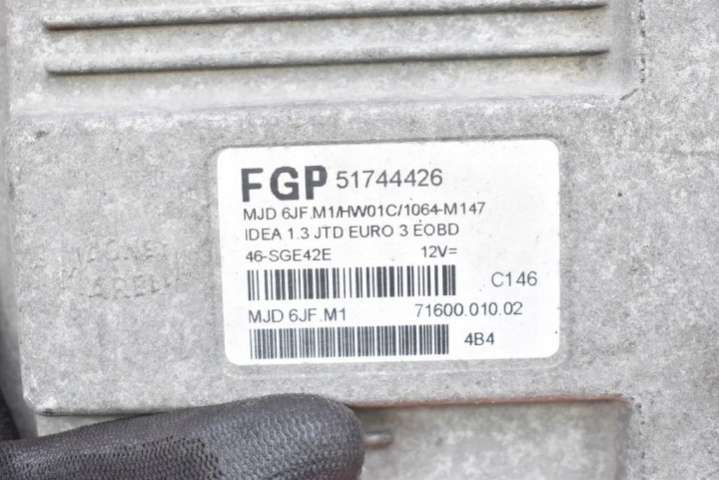 FGP 51744426
MJD 6JF.M1/HW01C/1064-M147
IDEA 1.3 JTD EURO 3 EOBD
46-SGE42E 12V=
C146
MJD 6JF.M1 71600.010.02
4B4